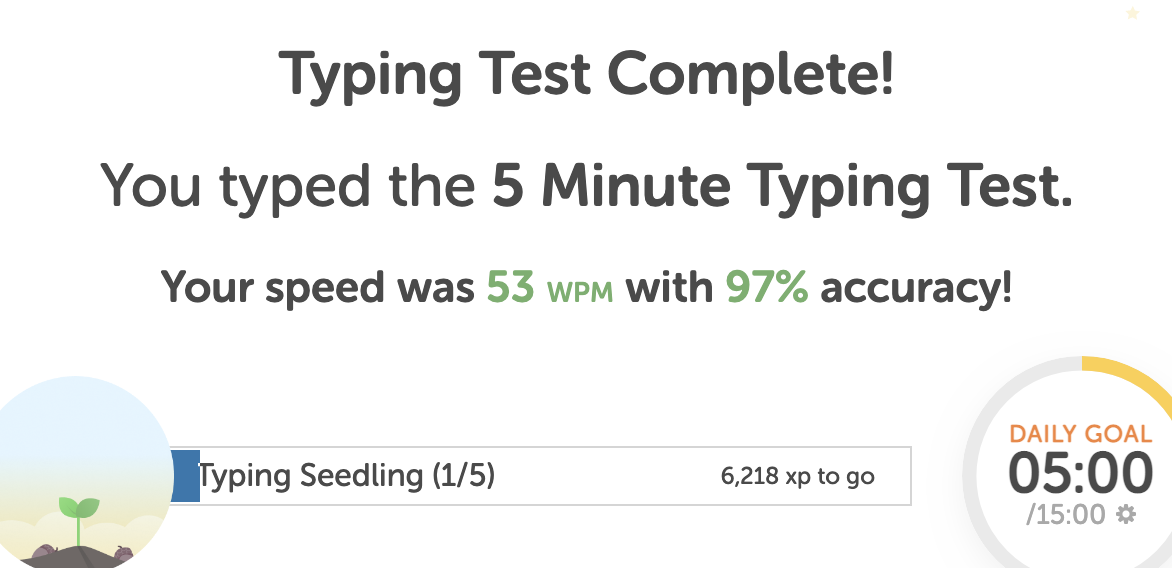 Typing Test Complete!
You typed the 5 Minute Typing Test.
Your speed was 53 WPM with 97% accuracy!
Typing Seedling (1/5)
6,218 xp to go
DAILY GOAL
05:00
/15:00